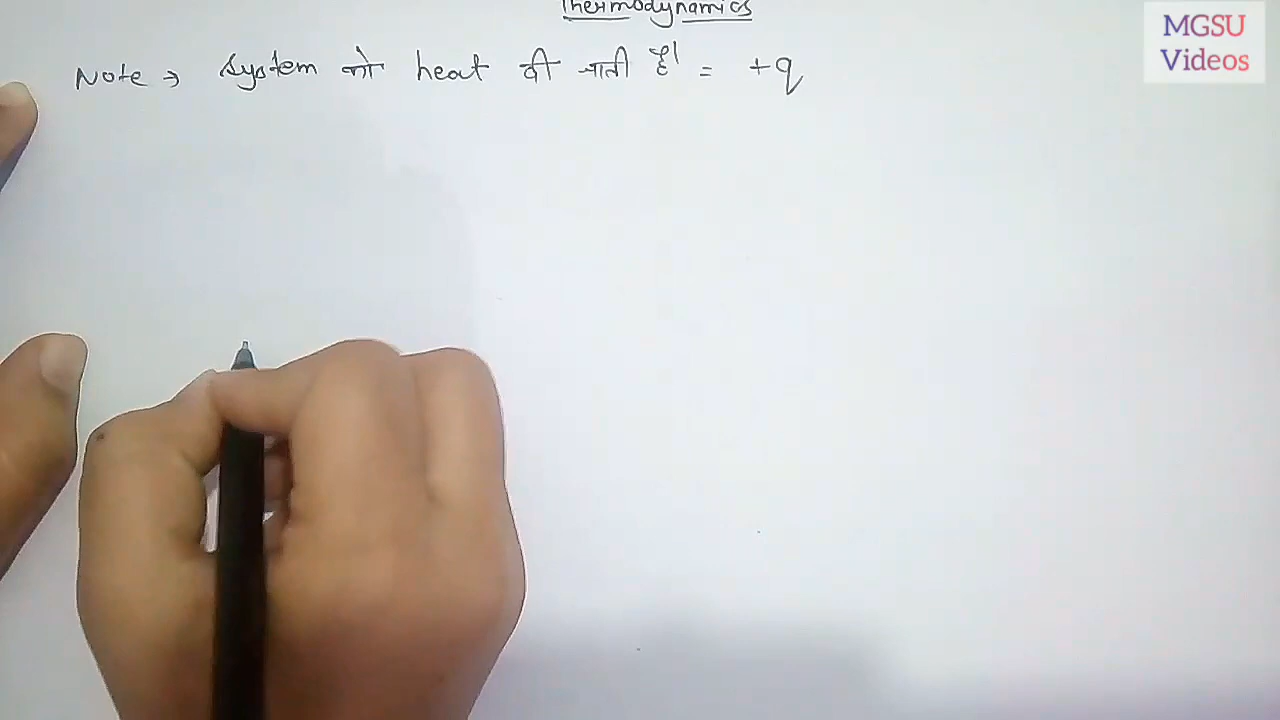 Thermodynamics
MGSU
Videos
Note → System को heat दी जाती है। = +q